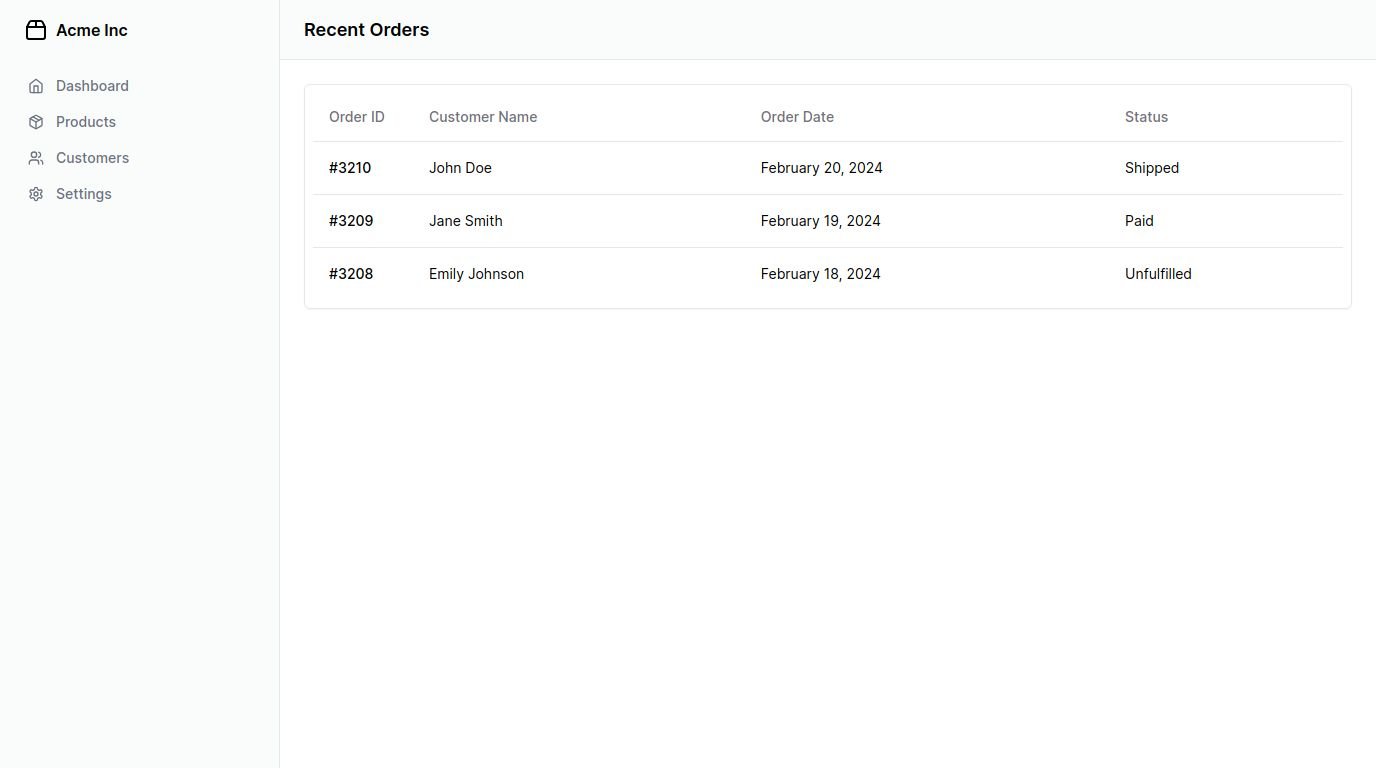 Acme Inc
Dashboard
Products
Customers
Settings
Recent Orders
Order ID Customer Name Order Date Status
#3210 John Doe February 20, 2024 Shipped
#3209 Jane Smith February 19, 2024 Paid
#3208 Emily Johnson February 18, 2024 Unfulfilled